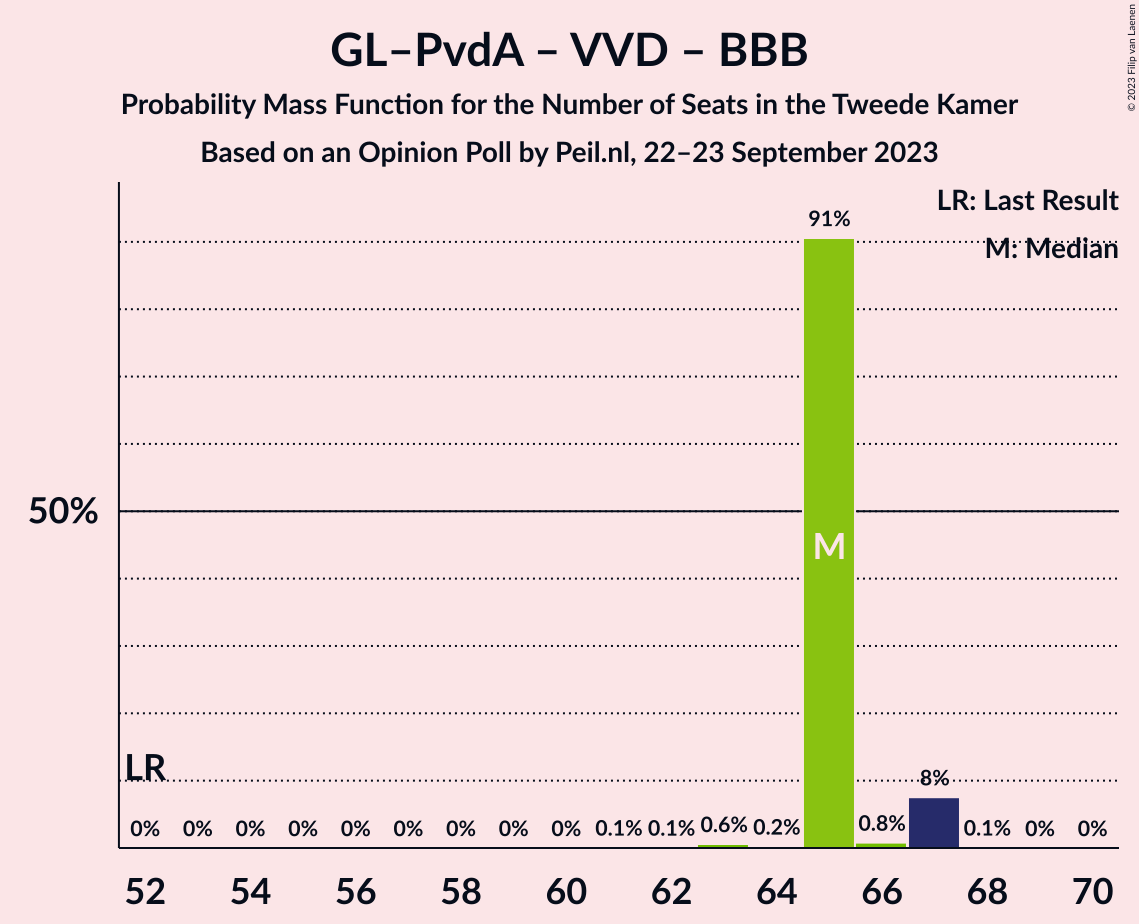 GL–PvdA – VVD – BBB
Probability Mass Function for the Number of Seats in the Tweede Kamer
Based on an Opinion Poll by Peil.nl, 22–23 September 2023
© 2023 Filip van Laenen
LR: Last Result
M: Median
91%
50%
M
LR
8%
0% 0% 0% 0% 0% 0% 0% 0% 0% 0.1% 0.1% 0.6% 0.2% 0.8% 0.1% 0% 0%
52 54 56 58 60 62 64 66 68 70